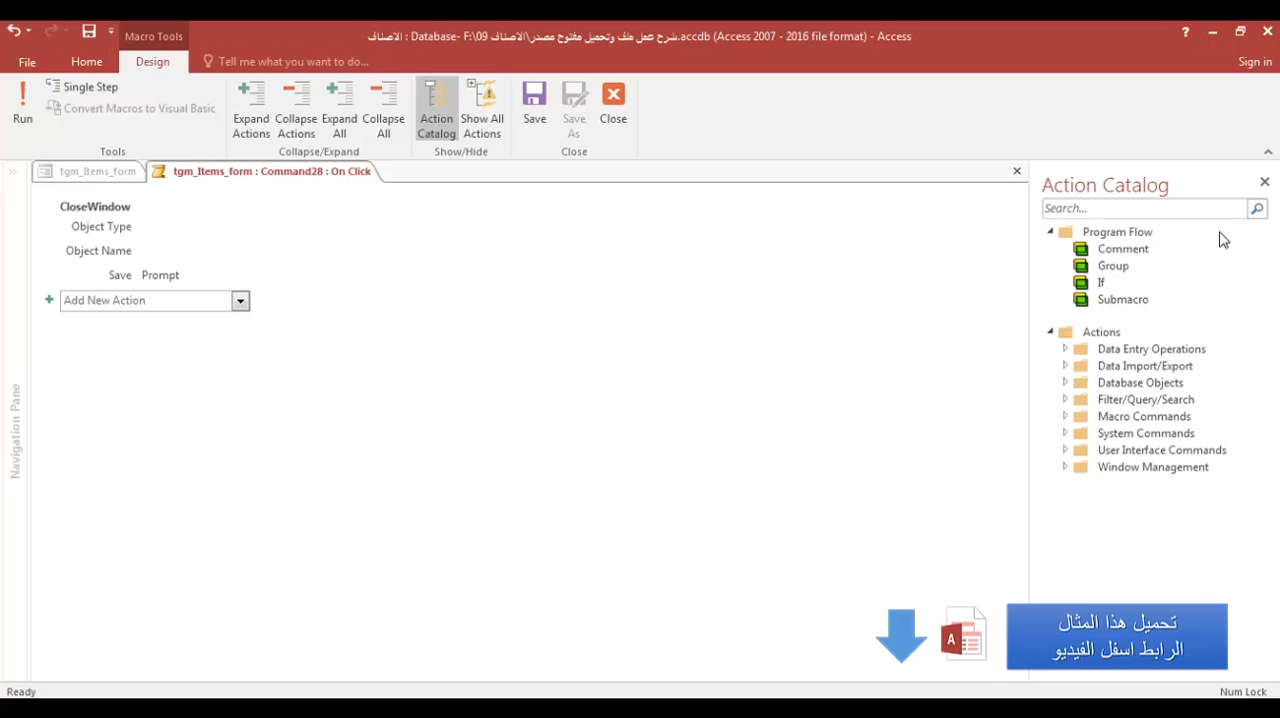 Macro Tools
الاصناف : Database- F:\09 الاصناف\شرح عمل ملف وتحميل مفتوح مصدر.accdb (Access 2007 - 2016 file format) - Access
?
File
Home
Design
Tell me what you want to do...
Sign in
Run
Single Step
Convert Macros to Visual Basic
Tools
Expand Actions
Collapse Actions
Expand All
Collapse All
Collapse/Expand
Action Catalog
Show All Actions
Show/Hide
Save
Save As
Close
Close
tgm_Items_form
tgm_Items_form : Command28 : On Click
Navigation Pane
CloseWindow
Object Type
Object Name
Save Prompt
Add New Action
Action Catalog
Search...
Program Flow
Comment
Group
If
Submacro
Actions
Data Entry Operations
Data Import/Export
Database Objects
Filter/Query/Search
Macro Commands
System Commands
User Interface Commands
Window Management
A
تحميل هذا المثال
الرابط اسفل الفيديو
Ready
Num Lock